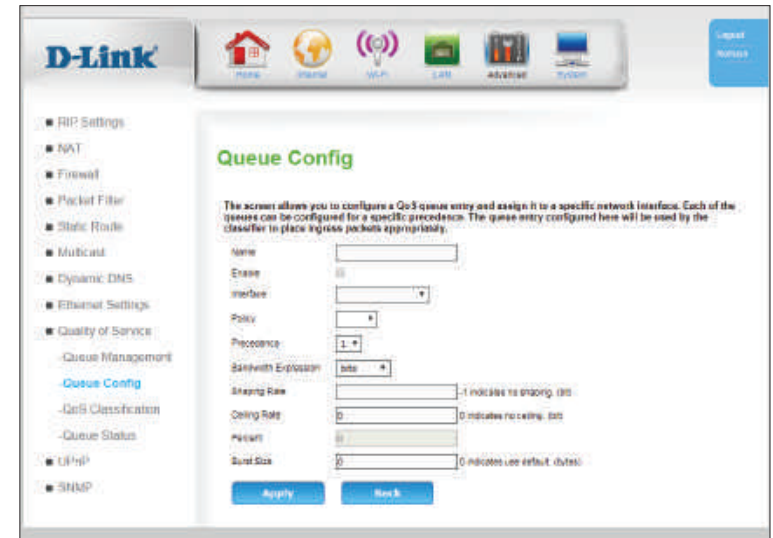 D-Link
Home
Internet
Wi-Fi
LAN
Advanced
System
Logout
RIP Settings
NAT
Firewall
Packet Filter
Static Route
Multicast
Dynamic DNS
Ethernet Settings
Quality of Service
-Queue Management
-Queue Config
-QoS Classification
-Queue Status
UPnP
SNMP
Queue Config
The screen allows you to configure a QoS queue entry and assign it to a specific network interface. Each of the
queues can be configured for a specific precedence. The queue entry configured here will be used by the
classifier to place ingress packets appropriately.
Name
Enable
Interface
Policy
Precedence 1
Bandwidth Expression bits
Shaping Rate -1 indicates no shaping. (bit)
Ceiling Rate 0 0 indicates no ceiling. (bit)
Percent 0
Burst Size 0 0 indicates use default. (bytes)
Apply Back